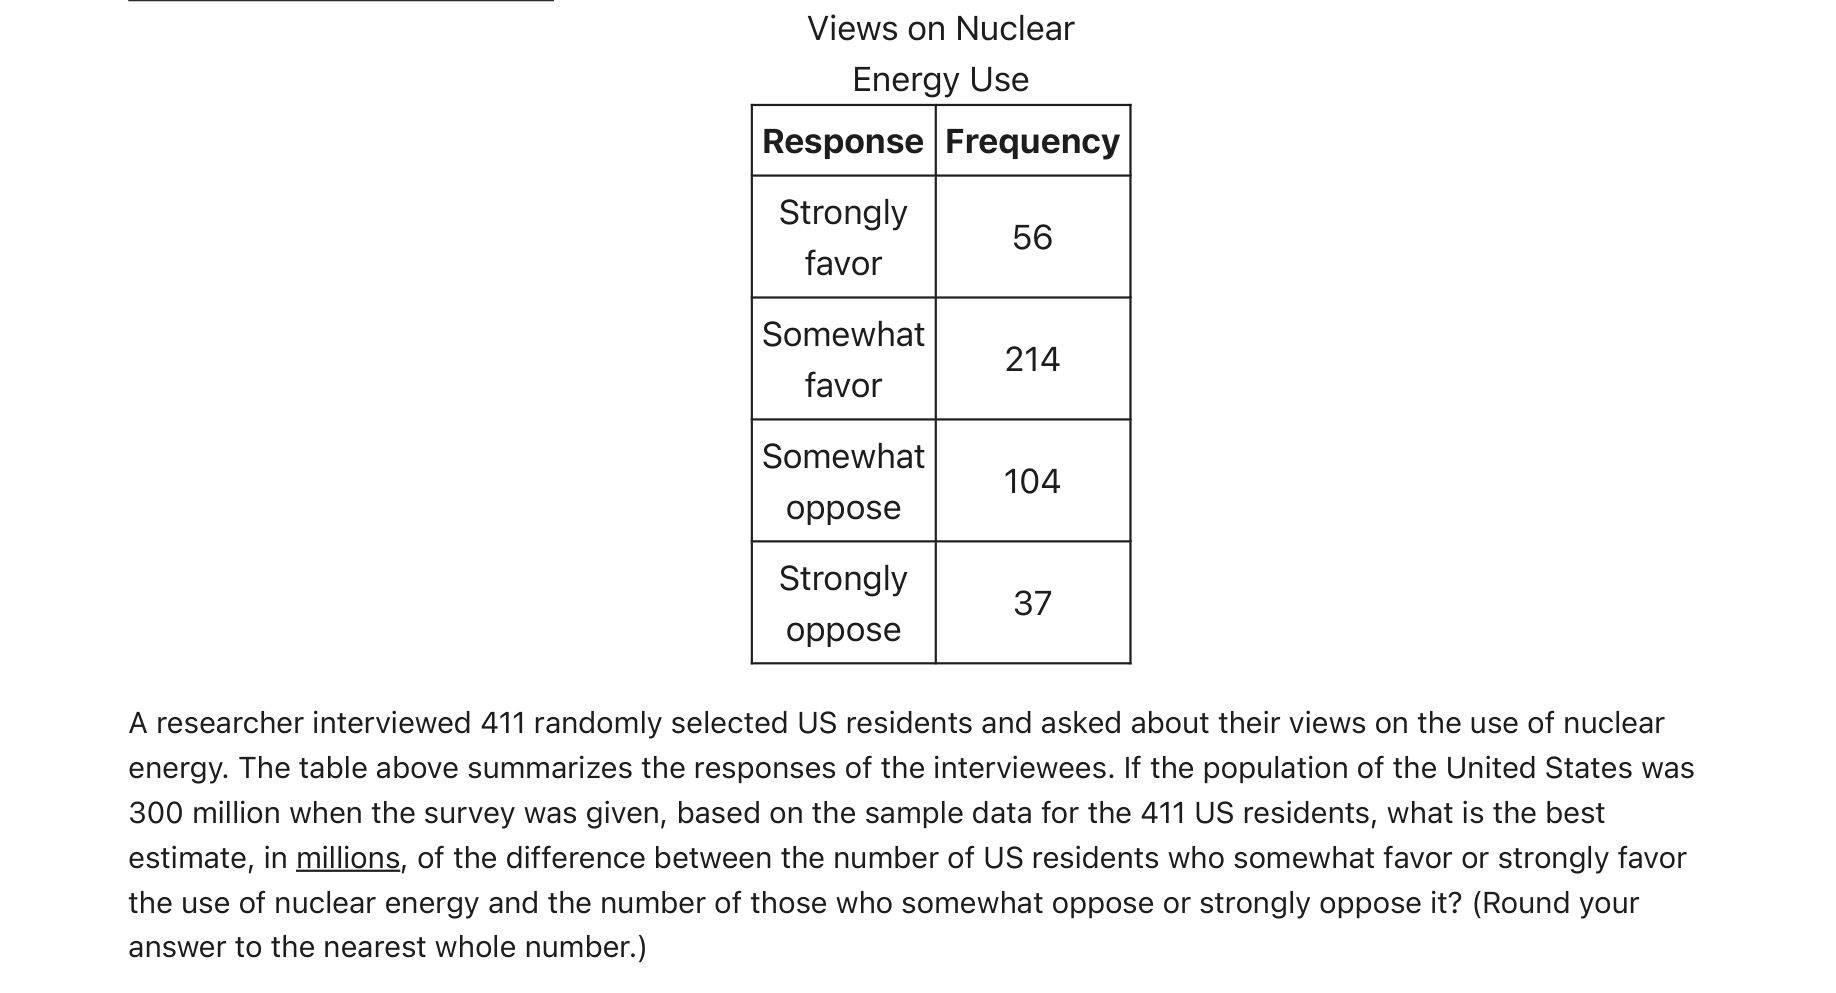 Views on Nuclear
Energy Use
Response Frequency
Strongly
favor
56
Somewhat
favor
214
Somewhat
oppose
104
Strongly
oppose
37
A researcher interviewed 411 randomly selected US residents and asked about their views on the use of nuclear
energy. The table above summarizes the responses of the interviewees. If the population of the United States was
300 million when the survey was given, based on the sample data for the 411 US residents, what is the best
estimate, in millions, of the difference between the number of US residents who somewhat favor or strongly favor
the use of nuclear energy and the number of those who somewhat oppose or strongly oppose it? (Round your
answer to the nearest whole number.)